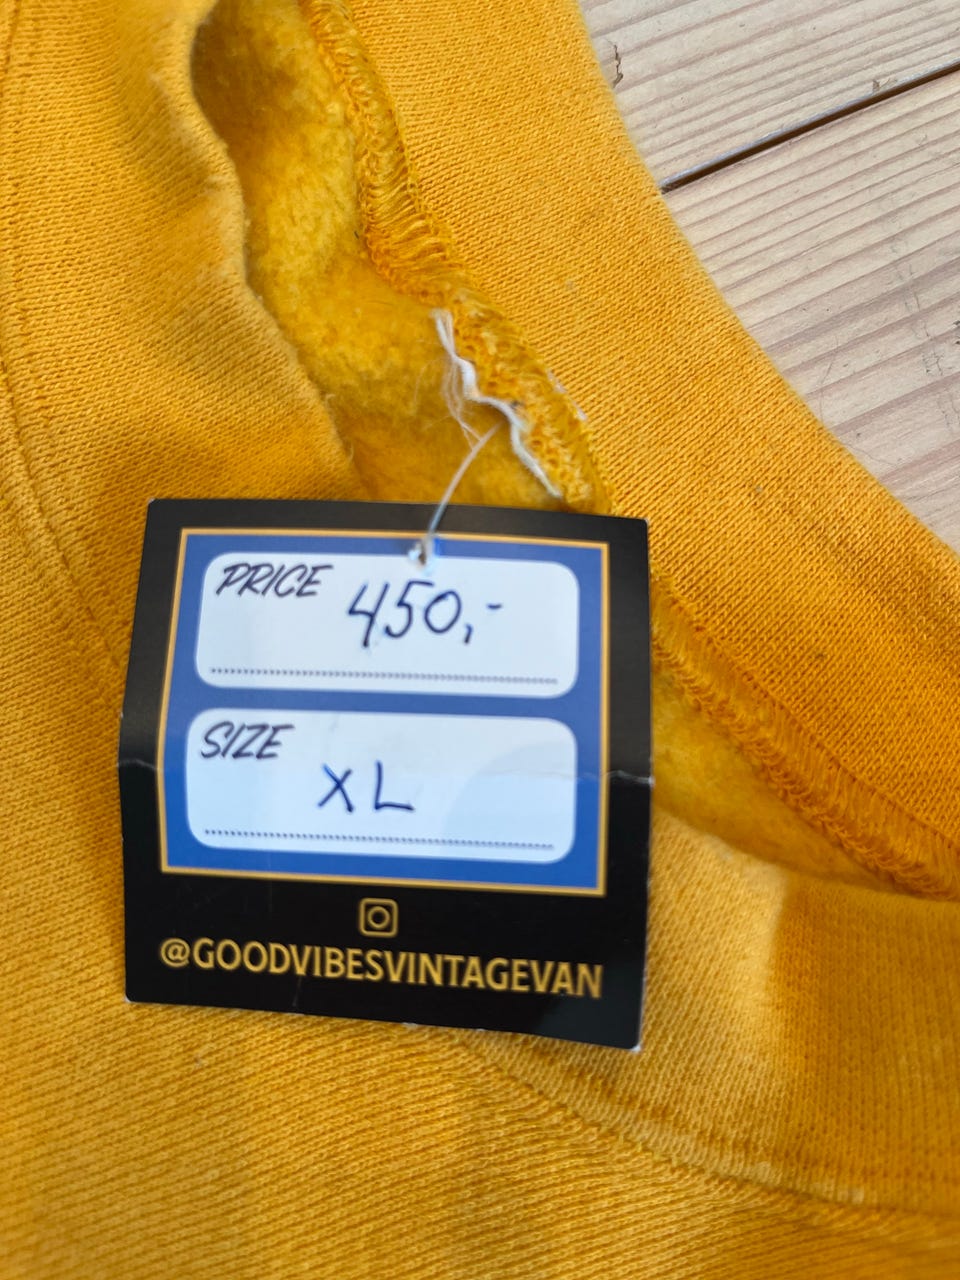 PRICE 450,-
SIZE
XL
@GOODVIBESVINTAGEVAN